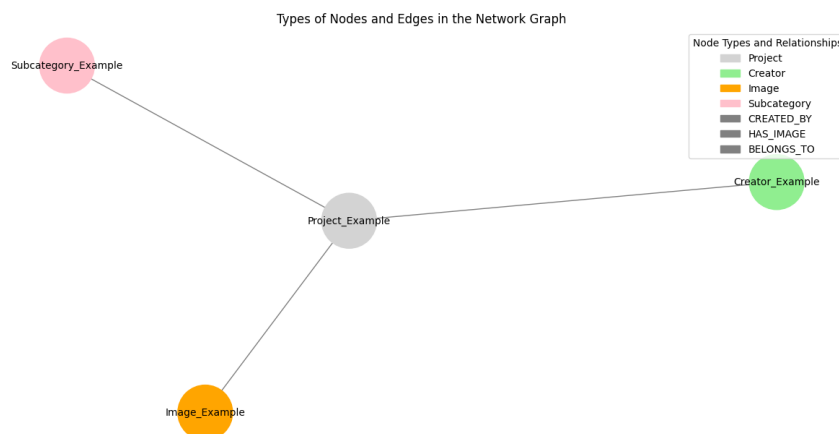 Types of Nodes and Edges in the Network Graph
Subcategory_Example
Node Types and Relationships
Project
Creator
Image
Subcategory
CREATED_BY
HAS_IMAGE
BELONGS_TO
Creator_Example
Project_Example
Image_Example